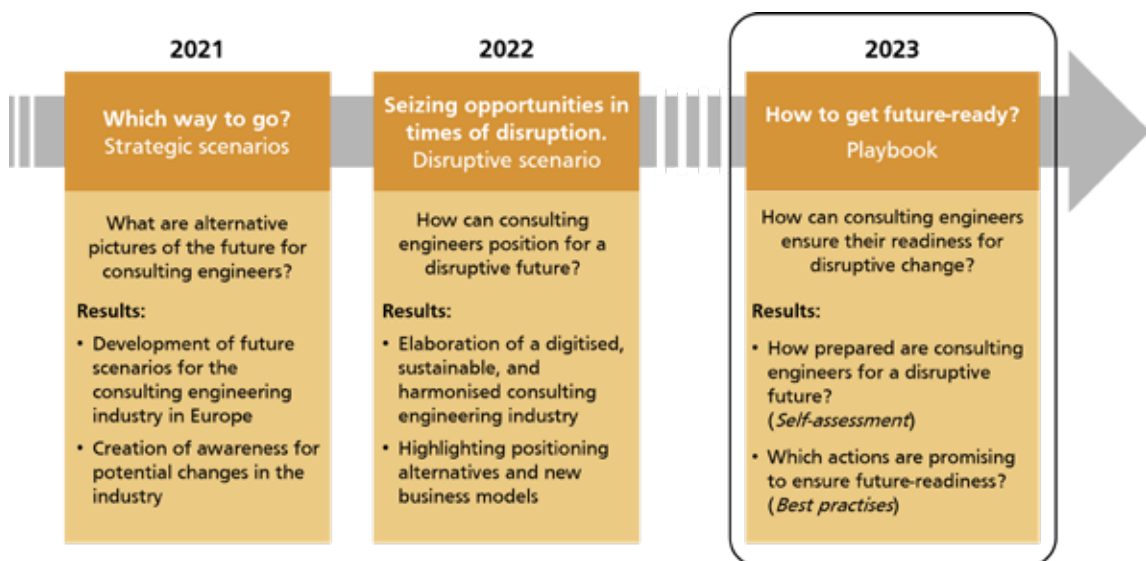 2021
Which way to go?
Strategic scenarios
What are alternative
pictures of the future for
consulting engineers?
Results:
• Development of future
scenarios for the
consulting engineering
industry in Europe
• Creation of awareness for
potential changes in the
industry
2022
Seizing opportunities in
times of disruption.
Disruptive scenario
How can consulting
engineers position for a
disruptive future?
Results:
• Elaboration of a digitised,
sustainable, and
harmonised consulting
engineering industry
• Highlighting positioning
alternatives and new
business models
2023
How to get future-ready?
Playbook
How can consulting engineers
ensure their readiness for
disruptive change?
Results:
• How prepared are consulting
engineers for a disruptive
future?
(Self-assessment)
• Which actions are promising
to ensure future-readiness?
(Best practises)